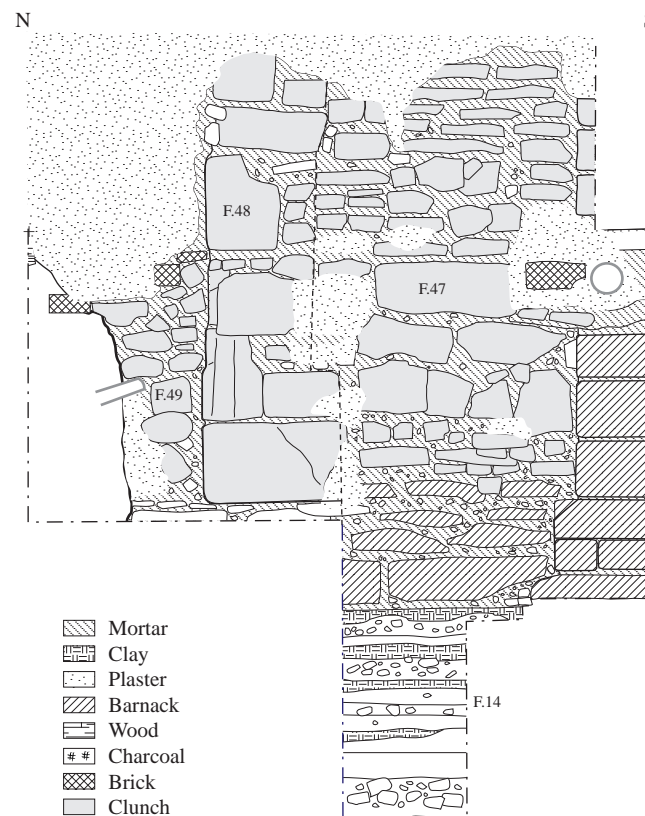 N
F.48
F.47
F.49
F.14
Mortar
Clay
Plaster
Barnack
Wood
Charcoal
Brick
Clunch